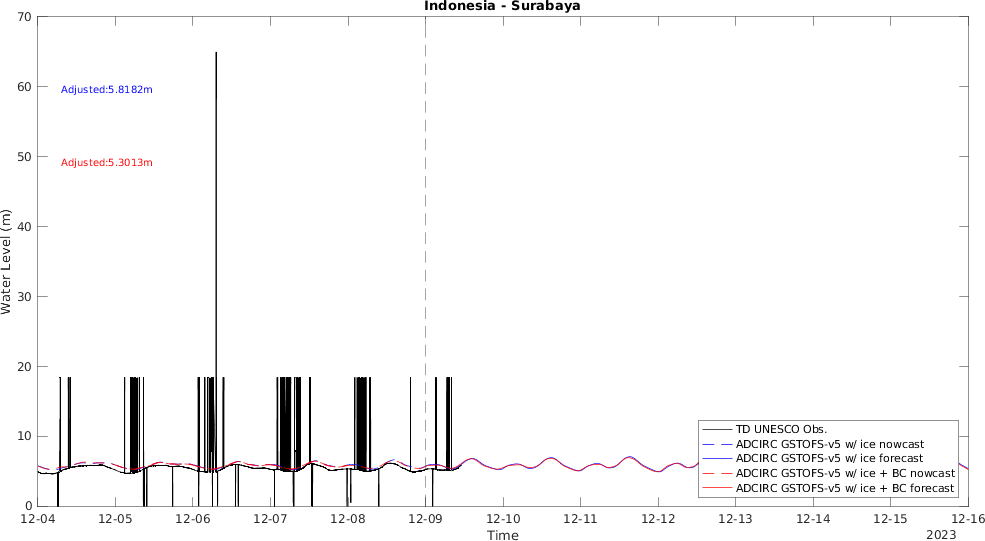 Indonesia - Surabaya
70
60
50
40
30
20
10
0
Water Level (m)
Adjusted:5.8182m
Adjusted:5.3013m
TD UNESCO Obs.
ADCIRC GSTOFS-v5 w/ ice nowcast
ADCIRC GSTOFS-v5 w/ ice forecast
ADCIRC GSTOFS-v5 w/ ice + BC nowcast
ADCIRC GSTOFS-v5 w/ ice + BC forecast
12-04 12-05 12-06 12-07 12-08 12-09 12-10 12-11 12-12 12-13 12-14 12-15 12-16
Time
2023